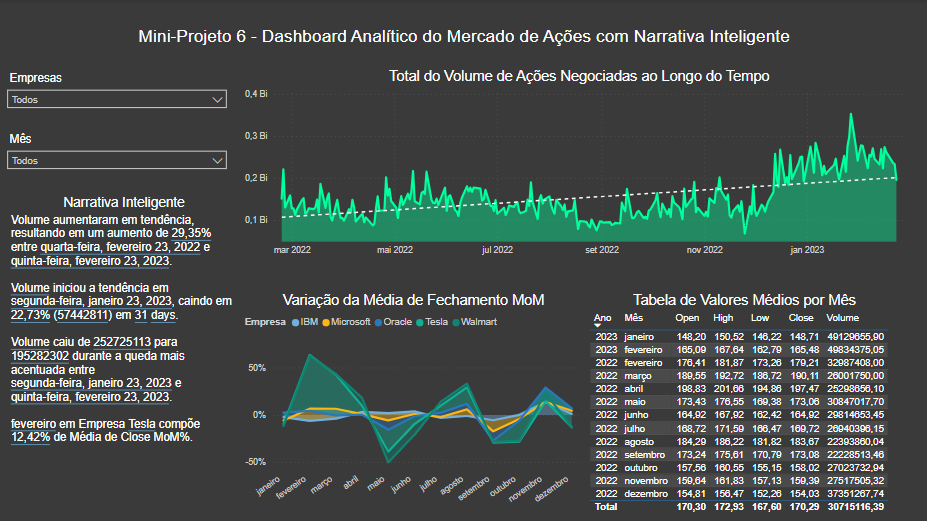 Mini-Projeto 6 - Dashboard Analítico do Mercado de Ações com Narrativa Inteligente
Empresas
Todos
Mês
Todos
Narrativa Inteligente
Volume aumentaram em tendência,
resultando em um aumento de 29,35%
entre quarta-feira, fevereiro 23, 2022 e
quinta-feira, fevereiro 23, 2023.
Volume iniciou a tendência em
segunda-feira, janeiro 23, 2023, caindo em
22,73% (57442811) em 31 days.
Volume caiu de 252725113 para
195282302 durante a queda mais
acentuada entre
segunda-feira, janeiro 23, 2023 e
quinta-feira, fevereiro 23, 2023.
fevereiro em Empresa Tesla compõe
12,42% de Média de Close MoM%.
Total do Volume de Ações Negociadas ao Longo do Tempo
0,4 Bi
0,3 Bi
0,2 Bi
0,1 Bi
mar 2022 mai 2022 jul 2022 set 2022 nov 2022 jan 2023
Variação da Média de Fechamento MoM
Empresa IBM Microsoft Oracle Tesla Walmart
50%
0%
-50%
janeiro fevereiro março abril maio junho julho agosto setembro outubro novembro dezembro
Tabela de Valores Médios por Mês
Ano Mês Open High Low Close Volume
2023 janeiro 148,20 150,52 146,22 148,71 49129655,90
2023 fevereiro 165,09 167,64 162,79 165,48 49834375,05
2022 fevereiro 176,41 181,87 173,26 179,21 32987408,00
2022 março 189,55 192,72 186,72 190,11 26001750,00
2022 abril 198,83 201,66 194,86 197,47 25298656,10
2022 maio 173,43 176,55 169,38 173,06 30847017,70
2022 junho 164,92 167,92 162,42 164,92 29814653,45
2022 julho 168,72 171,59 166,47 169,72 26940396,15
2022 agosto 184,29 186,22 181,82 183,67 22393860,04
2022 setembro 173,24 175,61 170,79 173,08 22228513,46
2022 outubro 157,56 160,55 155,15 158,02 27023732,94
2022 novembro 159,64 161,83 157,13 159,39 27517505,32
2022 dezembro 154,81 156,47 152,26 154,03 37351267,74
Total 170,30 172,93 167,60 170,29 30715116,39